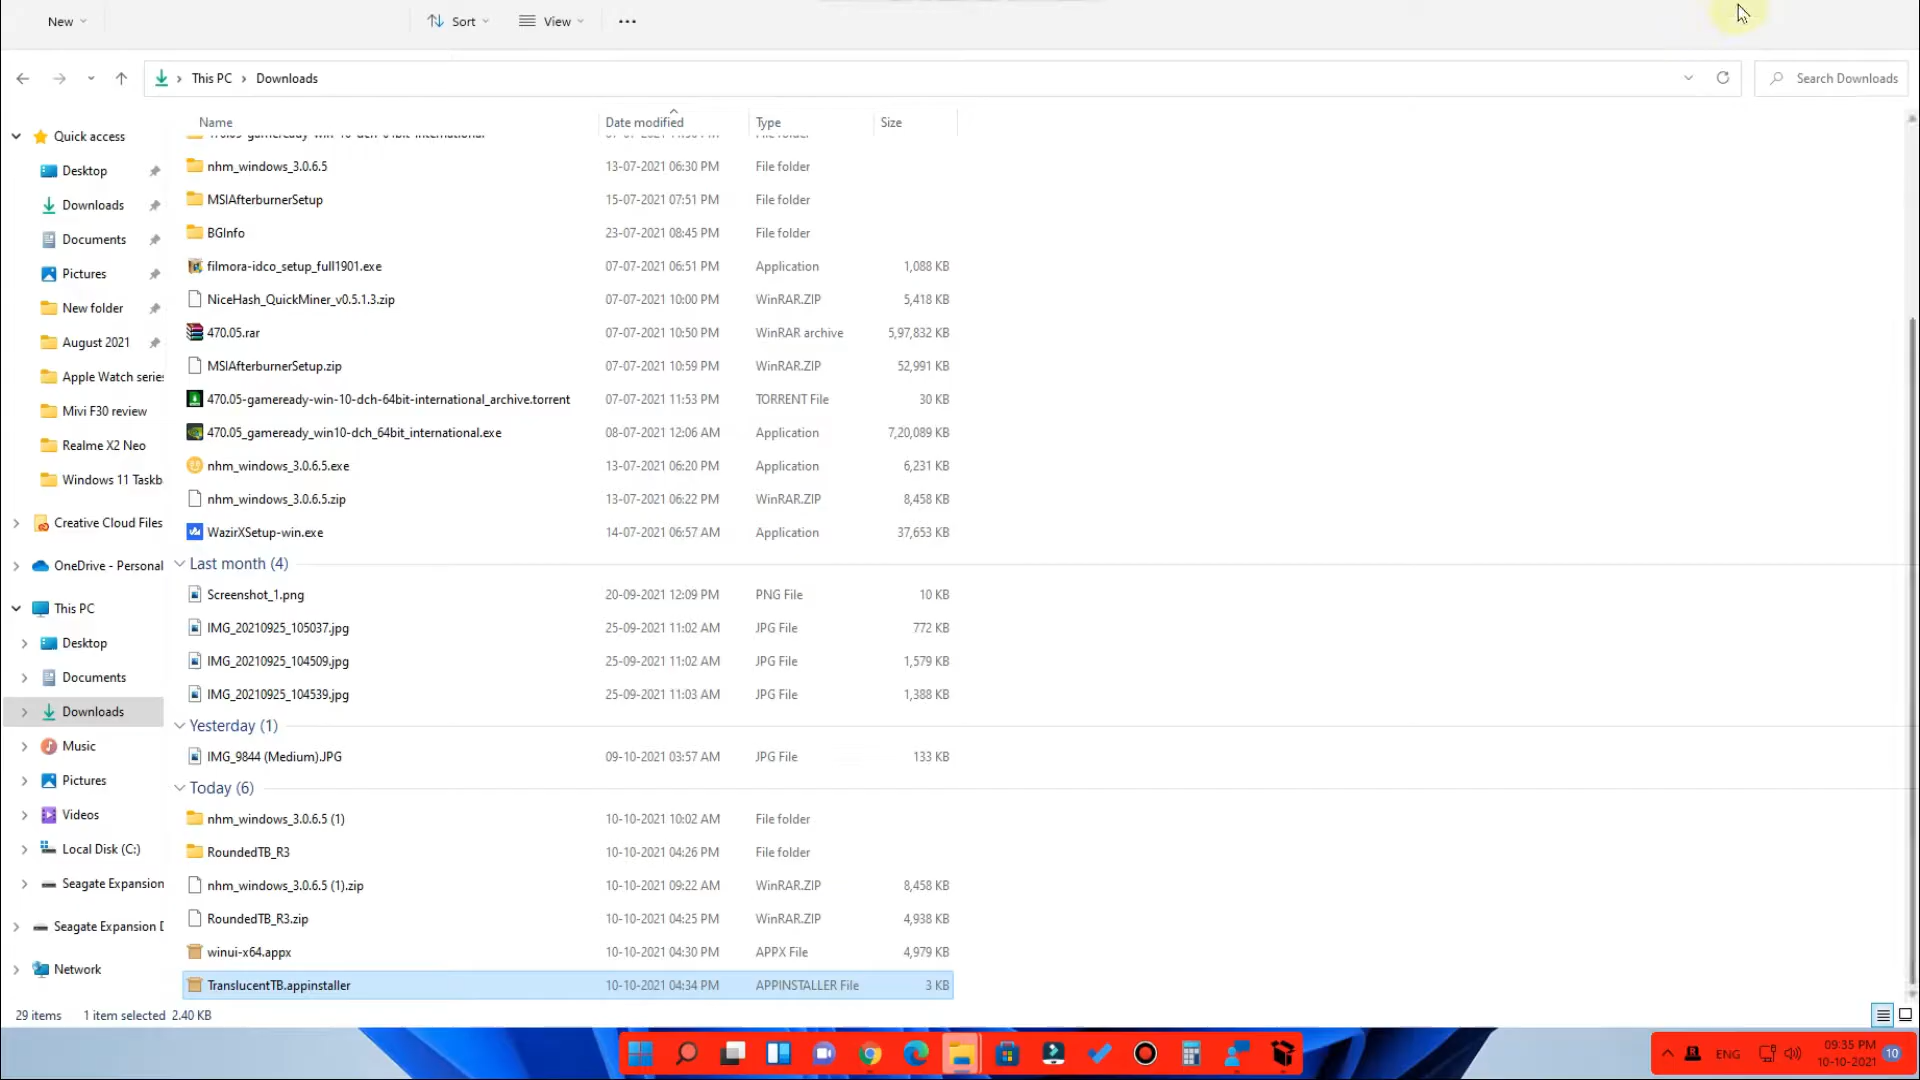 New Sort View
This PC Downloads Search Downloads
Name Date modified Type Size
Quick access
Desktop
Downloads
Documents
Pictures
New folder
August 2021
Apple Watch series
Mivi F30 review
Realme X2 Neo
Windows 11 Taskb
Creative Cloud Files
OneDrive - Personal
This PC
Desktop
Documents
Downloads
Music
Pictures
Videos
Local Disk (C:)
Seagate Expansion
Seagate Expansion D
Network
470.05-gameready-win-10-dch-64bit-international
nhm_windows_3.0.6.5 13-07-2021 06:30 PM File folder
MSIAfterburnerSetup 15-07-2021 07:51 PM File folder
BGInfo 23-07-2021 08:45 PM File folder
filmora-idco_setup_full1901.exe 07-07-2021 06:51 PM Application 1,088 KB
NiceHash_QuickMiner_v0.5.1.3.zip 07-07-2021 10:00 PM WinRAR.ZIP 5,418 KB
470.05.rar 07-07-2021 10:50 PM WinRAR archive 5,97,832 KB
MSIAfterburnerSetup.zip 07-07-2021 10:59 PM WinRAR.ZIP 52,991 KB
470.05-gameready-win-10-dch-64bit-international_archive.torrent 07-07-2021 11:53 PM TORRENT File 30 KB
470.05_gameready_win10-dch_64bit_international.exe 08-07-2021 12:06 AM Application 7,20,089 KB
nhm_windows_3.0.6.5.exe 13-07-2021 06:20 PM Application 6,231 KB
nhm_windows_3.0.6.5.zip 13-07-2021 06:22 PM WinRAR.ZIP 8,458 KB
WazirXSetup-win.exe 14-07-2021 06:57 AM Application 37,653 KB
Last month (4)
Screenshot_1.png 20-09-2021 12:09 PM PNG File 10 KB
IMG_20210925_105037.jpg 25-09-2021 11:02 AM JPG File 772 KB
IMG_20210925_104509.jpg 25-09-2021 11:02 AM JPG File 1,579 KB
IMG_20210925_104539.jpg 25-09-2021 11:03 AM JPG File 1,388 KB
Yesterday (1)
IMG_9844 (Medium).JPG 09-10-2021 03:57 AM JPG File 133 KB
Today (6)
nhm_windows_3.0.6.5 (1) 10-10-2021 10:02 AM File folder
RoundedTB_R3 10-10-2021 04:26 PM File folder
nhm_windows_3.0.6.5 (1).zip 10-10-2021 09:22 AM WinRAR.ZIP 8,458 KB
RoundedTB_R3.zip 10-10-2021 04:25 PM WinRAR.ZIP 4,938 KB
winui-x64.appx 10-10-2021 04:30 PM APPX File 4,979 KB
TranslucentTB.appinstaller 10-10-2021 04:34 PM APPINSTALLER File 3 KB
29 items 1 item selected 2.40 KB
ENG 09:35 PM 10
10-10-2021